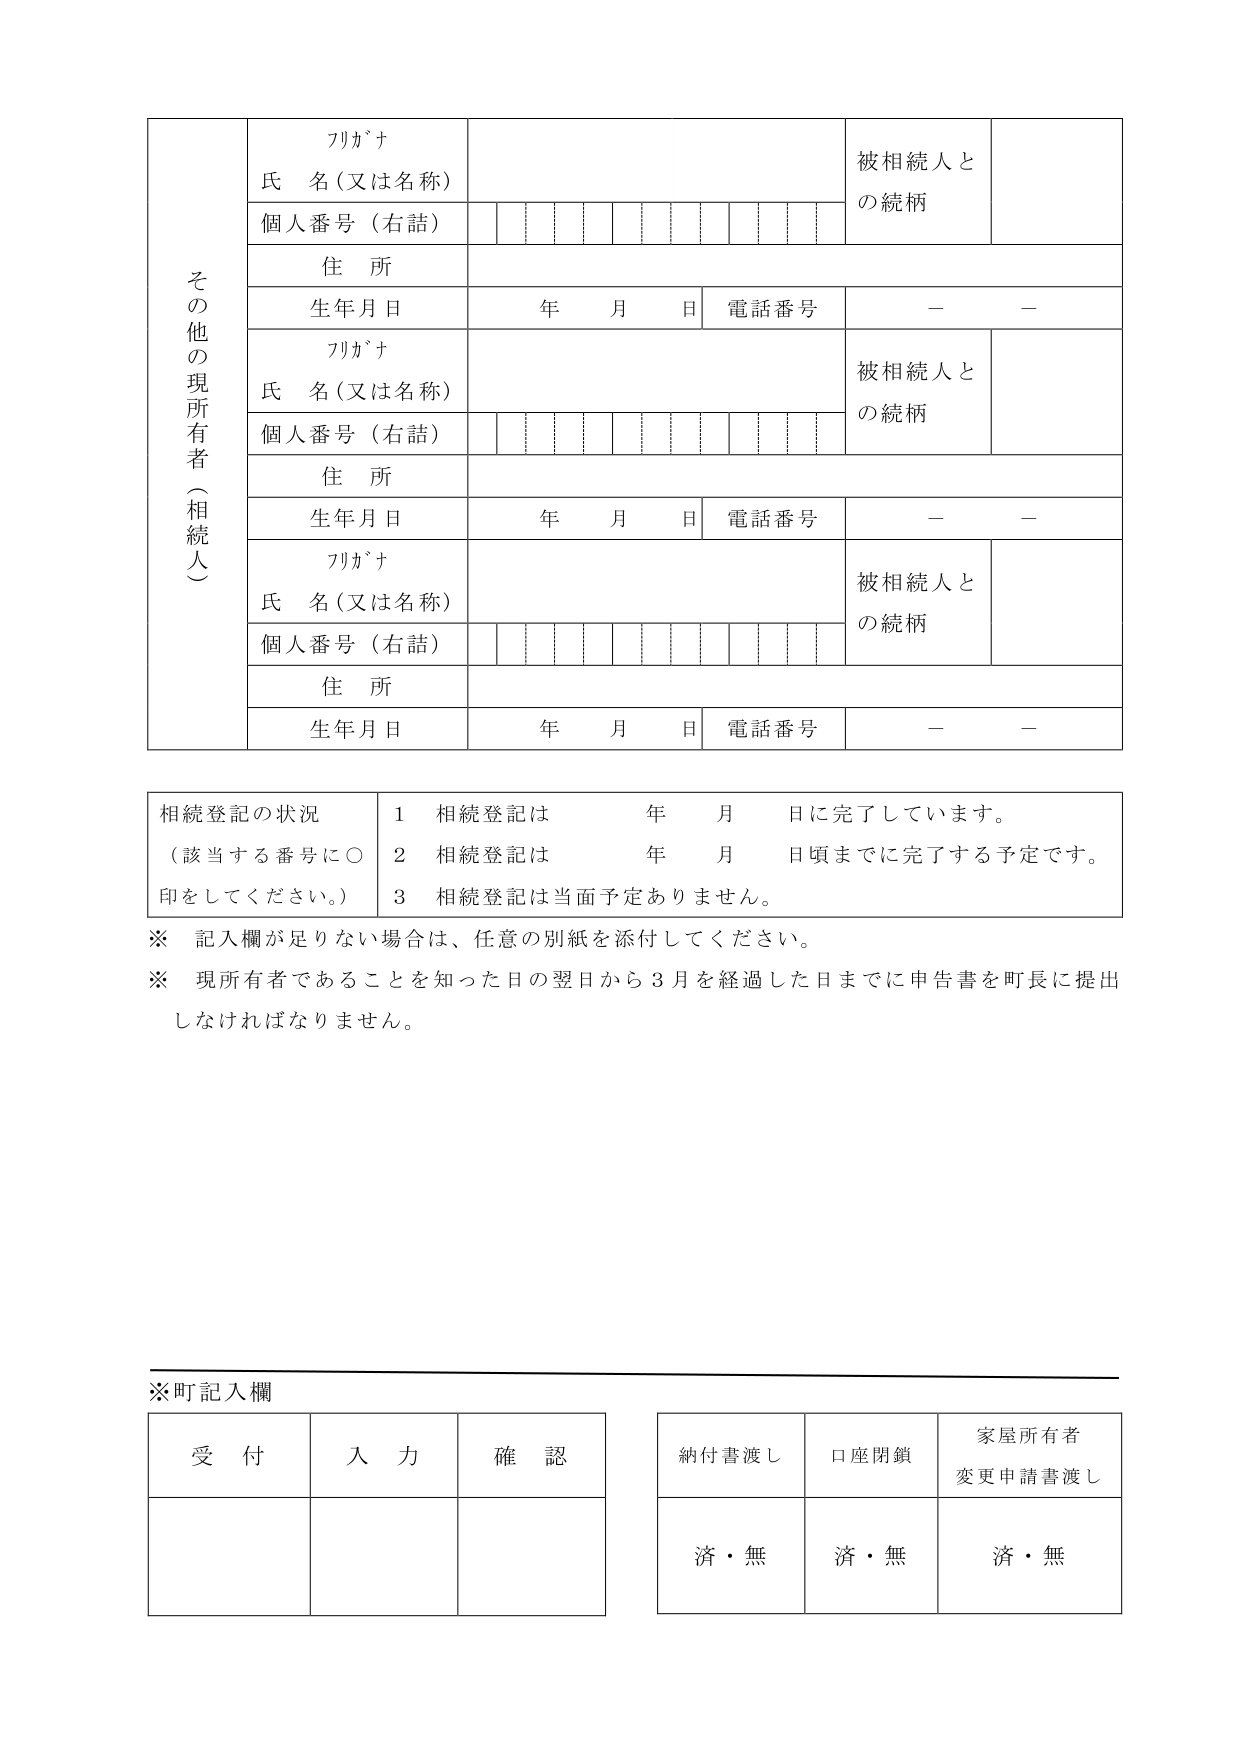 その他の現所有者（相続人）
ﾌﾘｶﾞﾅ
氏　名(又は名称)
被相続人と
の続柄
個人番号（右詰）
住　所
生年月日　年　月　日　電話番号　－　－
ﾌﾘｶﾞﾅ
氏　名(又は名称)
被相続人と
の続柄
個人番号（右詰）
住　所
生年月日　年　月　日　電話番号　－　－
ﾌﾘｶﾞﾅ
氏　名(又は名称)
被相続人と
の続柄
個人番号（右詰）
住　所
生年月日　年　月　日　電話番号　－　－
相続登記の状況
（該当する番号に〇
印をしてください。）
１　相続登記は　　　　年　　月　　日に完了しています。
２　相続登記は　　　　年　　月　　日頃までに完了する予定です。
３　相続登記は当面予定ありません。
※　記入欄が足りない場合は、任意の別紙を添付してください。
※　現所有者であることを知った日の翌日から３月を経過した日までに申告書を町長に提出
しなければなりません。
※町記入欄
受　付　入　力　確　認
納付書渡し　口座閉鎖　家屋所有者
変更申請書渡し
済・無　済・無　済・無